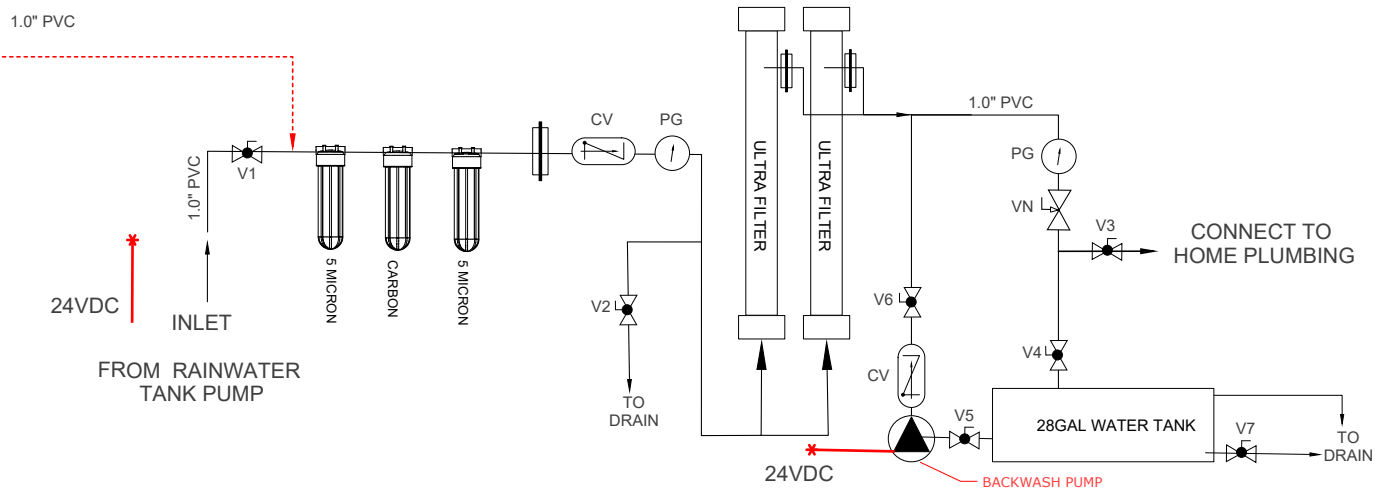 1.0" PVC
V1
1.0" PVC
24VDC
INLET
FROM RAINWATER
TANK PUMP
5 MICRON
CARBON
5 MICRON
CV
PG
V2
TO
DRAIN
ULTRA FILTER
ULTRA FILTER
1.0" PVC
PG
VN
V3
CONNECT TO
HOME PLUMBING
V6
CV
V4
V5
28GAL WATER TANK
V7
TO
DRAIN
24VDC
BACKWASH PUMP